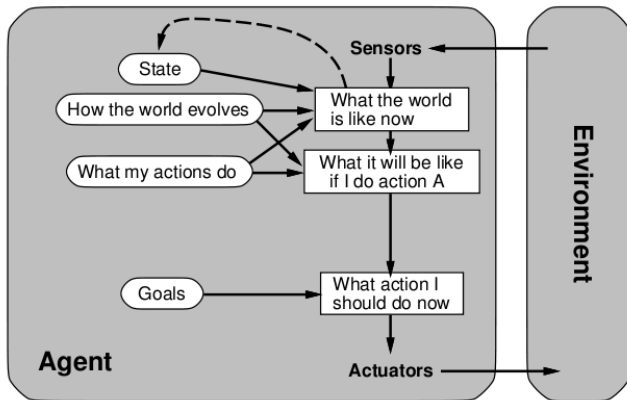 Sensors
State
What the world
is like now
How the world evolves
What it will be like
if I do action A
What my actions do
What action I
should do now
Goals
Agent
Actuators
Environment